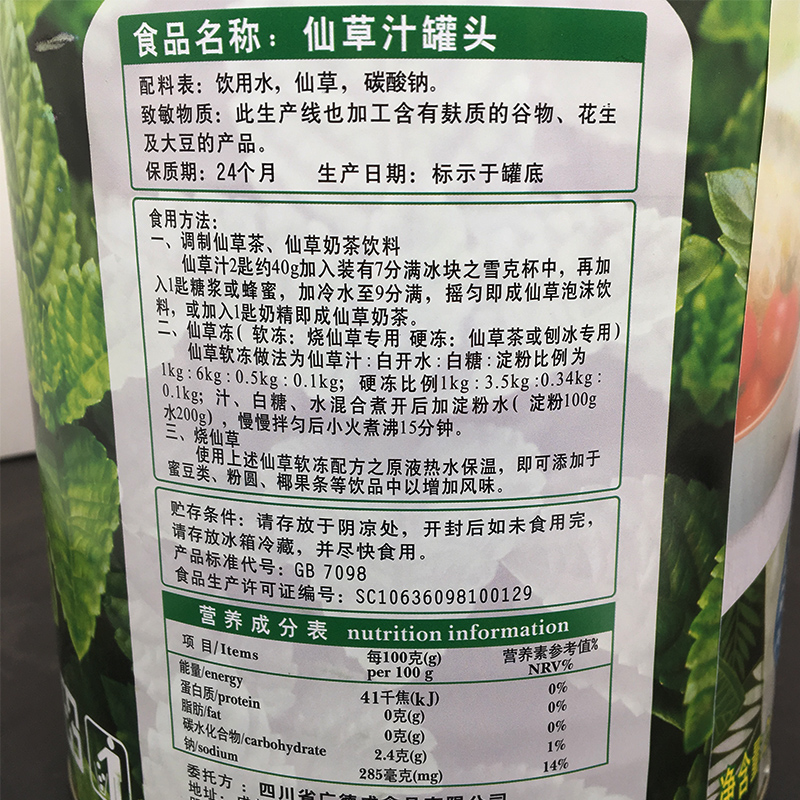 食品名称：仙草汁罐头
配料表：饮用水，仙草，碳酸钠。
致敏物质：此生产线也加工含有麸质的谷物、花生
及大豆的产品。
保质期：24个月 生产日期：标示于罐底
食用方法：
一、调制仙草茶、仙草奶茶饮料
仙草汁2匙约40g加入装有7分满冰块之雪克杯中，再加
入1匙糖浆或蜂蜜，加冷水至9分满，摇匀即成仙草泡沫饮
料，或加入1匙奶精即成仙草奶茶。
二、仙草冻（软冻：烧仙草专用 硬冻：仙草茶或刨冰专用）
仙草软冻做法为仙草汁:白开水:白糖:淀粉比例为
1kg:6kg:0.5kg:0.1kg；硬冻比例1kg:3.5kg:0.34kg:
0.1kg；汁、白糖、水混合煮开后加淀粉水（淀粉100g
水200g)，慢慢拌匀后小火煮沸15分钟。
三、烧仙草
使用上述仙草软冻配方之原液热水保温，即可添加于
蜜豆类、粉圆、椰果条等饮品中以增加风味。
贮存条件：请存放于阴凉处，开封后如未食用完，
请存放冰箱冷藏，并尽快食用。
产品标准代号：GB 7098
食品生产许可证编号：SC10636098100129
营养成分表 nutrition information
项 目/Items 每100克(g) per 100 g 营养素参考值% NRV%
能量/energy 41千焦(kJ) 0%
蛋白质/protein 0克(g) 0%
脂肪/fat 0克(g) 0%
碳水化合物/carbohydrate 2.4克(g) 1%
钠/sodium 285毫克(mg) 14%
委托方：四川省广德成食品有限公司
地址：